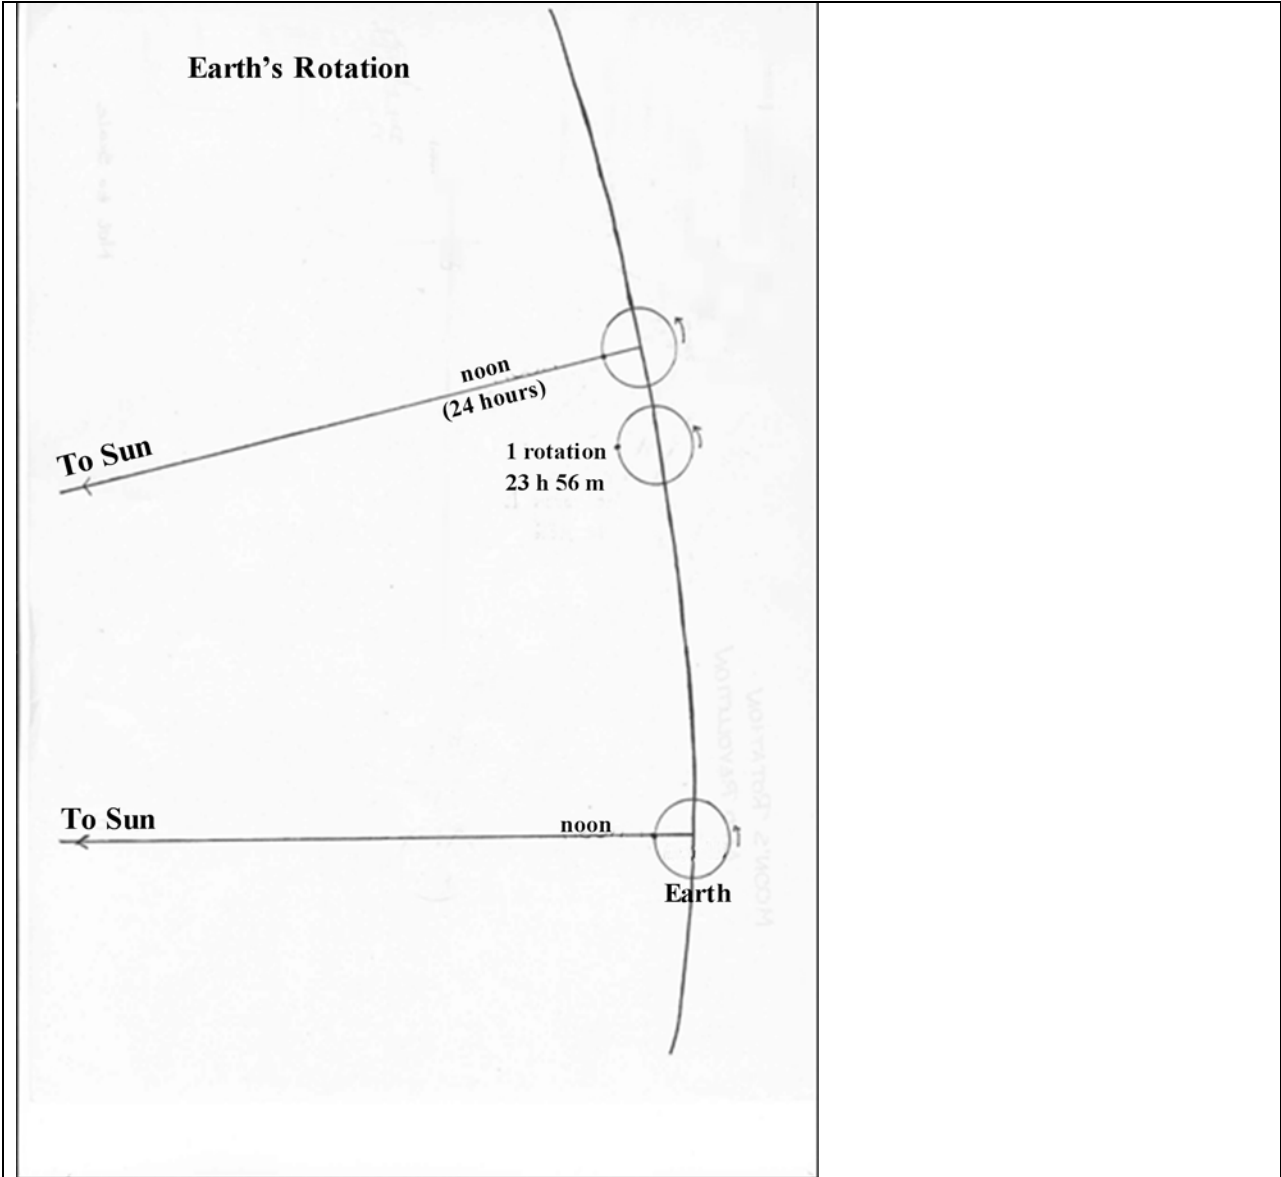 Earth's Rotation
noon
(24 hours)
To Sun
1 rotation
23 h 56 m
To Sun
noon
Earth